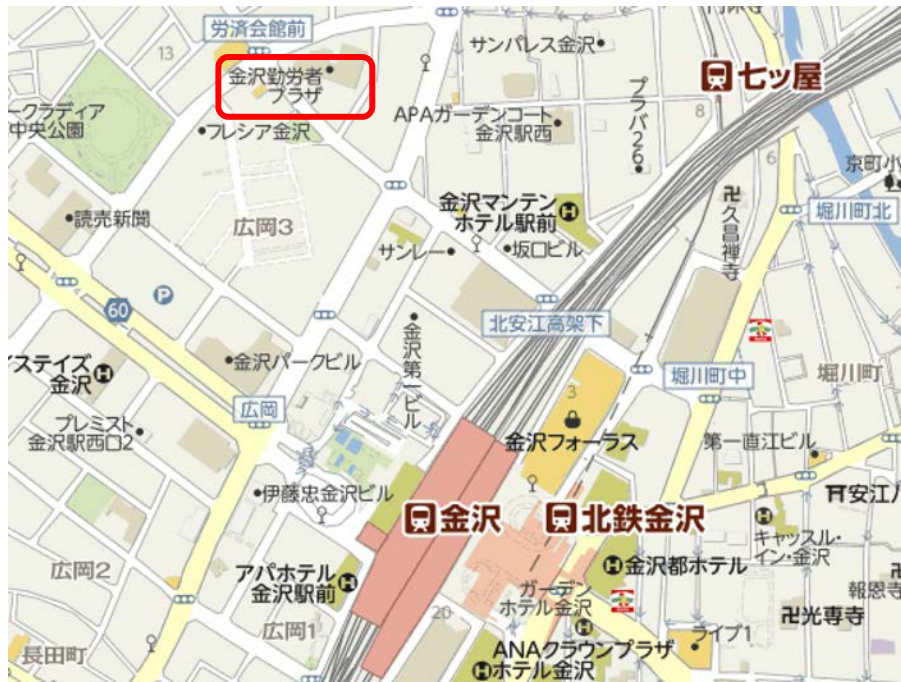 労済会館前
サンパレス金沢
13
金沢勤労者
プラザ
七ッ屋
ークラディア
中央公園
フレシア金沢
APAガーデンコート
金沢駅西
プラバ26
8
6
京町小
読売新聞
広岡3
金沢マンテン
ホテル駅前
久昌禅寺
堀川町北
サンレー
坂口ビル
60
P
北安江高架下
金沢第一ビル
イステイズ
金沢
金沢パークビル
3
堀川町中
堀川町
広岡
プレミスト
金沢駅西口2
金沢フォーラス
第一直江ビル
伊藤忠金沢ビル
金沢
北鉄金沢
安江八
キャッスル・
イン・金沢
広岡2
アパホテル
金沢駅前
金沢都ホテル
報恩寺
ガーデン
ホテル金沢
20
光専寺
広岡1
ライブ1
長田町
ANAクラウンプラザ
ホテル金沢